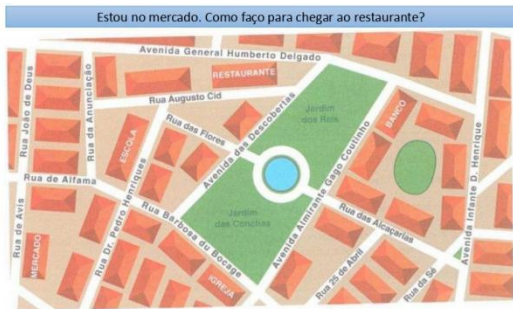 Estou no mercado. Como faço para chegar ao restaurante?
Avenida General Humberto Delgado
RESTAURANTE
Rua João de Deus
Rua da Anunciação
Rua Augusto Cid
Jardim dos Reis
BANCO
ESCOLA
Rua das Flores
Avenida das Descobertas
Avenida Almirante Gago Coutinho
Avenida Infante D. Henrique
Rua de Alfama
Rua Dr. Pedro Henriques
Rua Barbosa du Bocage
Jardim das Conchas
Rua das Alcaçarias
Rua de Avis
MERCADO
IGREJA
Rua 25 de Abril
Rua da Sé